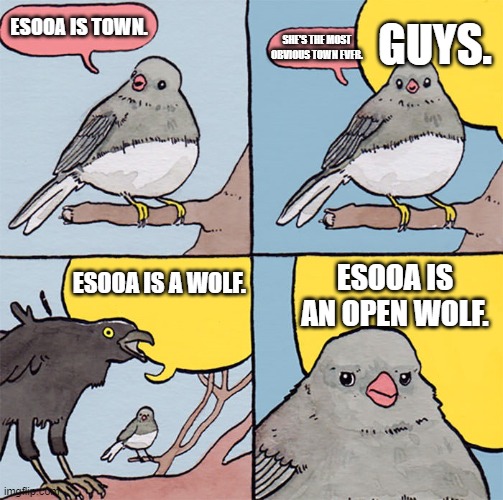 ESOOA IS TOWN.
SHE'S THE MOST
OBVIOUS TOWN EVER.
GUYS.
ESOOA IS A WOLF.
ESOOA IS
AN OPEN WOLF.
imgflip.com